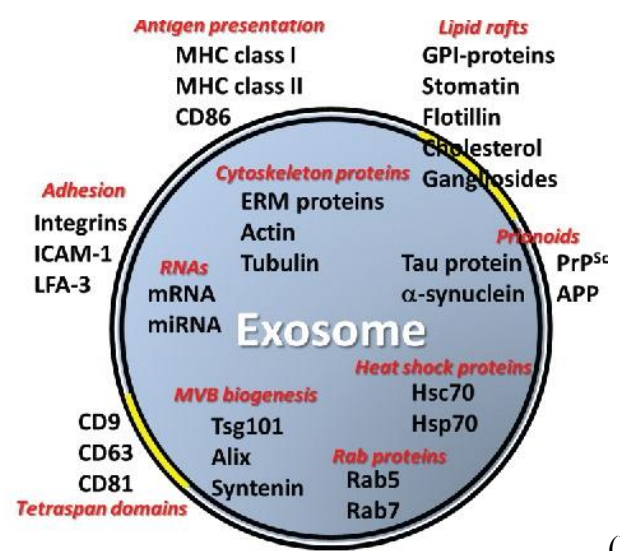 Antigen presentation
MHC class I
MHC class II
CD86
Lipid rafts
GPI-proteins
Stomatin
Flotillin
Cholesterol
Gangliosides
Adhesion
Integrins
ICAM-1
LFA-3
Cytoskeleton proteins
ERM proteins
Actin
Tubulin
RNAs
mRNA
miRNA
Prionoids
Tau protein
α-synuclein
PrPSc
APP
Exosome
Heat shock proteins
Hsc70
Hsp70
MVB biogenesis
Tsg101
Alix
Syntenin
Rab proteins
Rab5
Rab7
CD9
CD63
CD81
Tetraspan domains
(